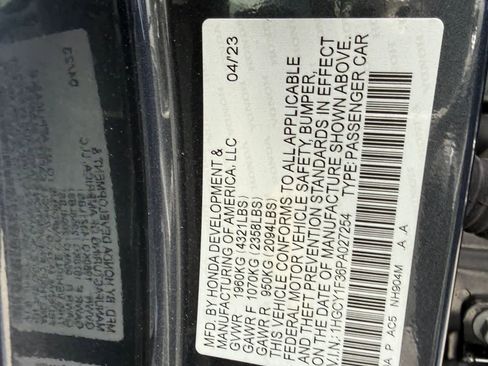 MFD. BY HONDA DEVELOPMENT & 04/23
MANUFACTURING OF AMERICA, LLC
GVWR 1960KG (4321LBS)
GAWR F 1070KG (2358LBS)
GAWR R 950KG (2094LBS)
THIS VEHICLE CONFORMS TO ALL APPLICABLE
FEDERAL MOTOR VEHICLE SAFETY, BUMPER,
AND THEFT PREVENTION STANDARDS IN EFFECT
ON THE DATE OF MANUFACTURE SHOWN ABOVE.
V.I.N.: 1HGCY1F36PA027254 TYPE:PASSENGER CAR
A P AC5 NH904M A A